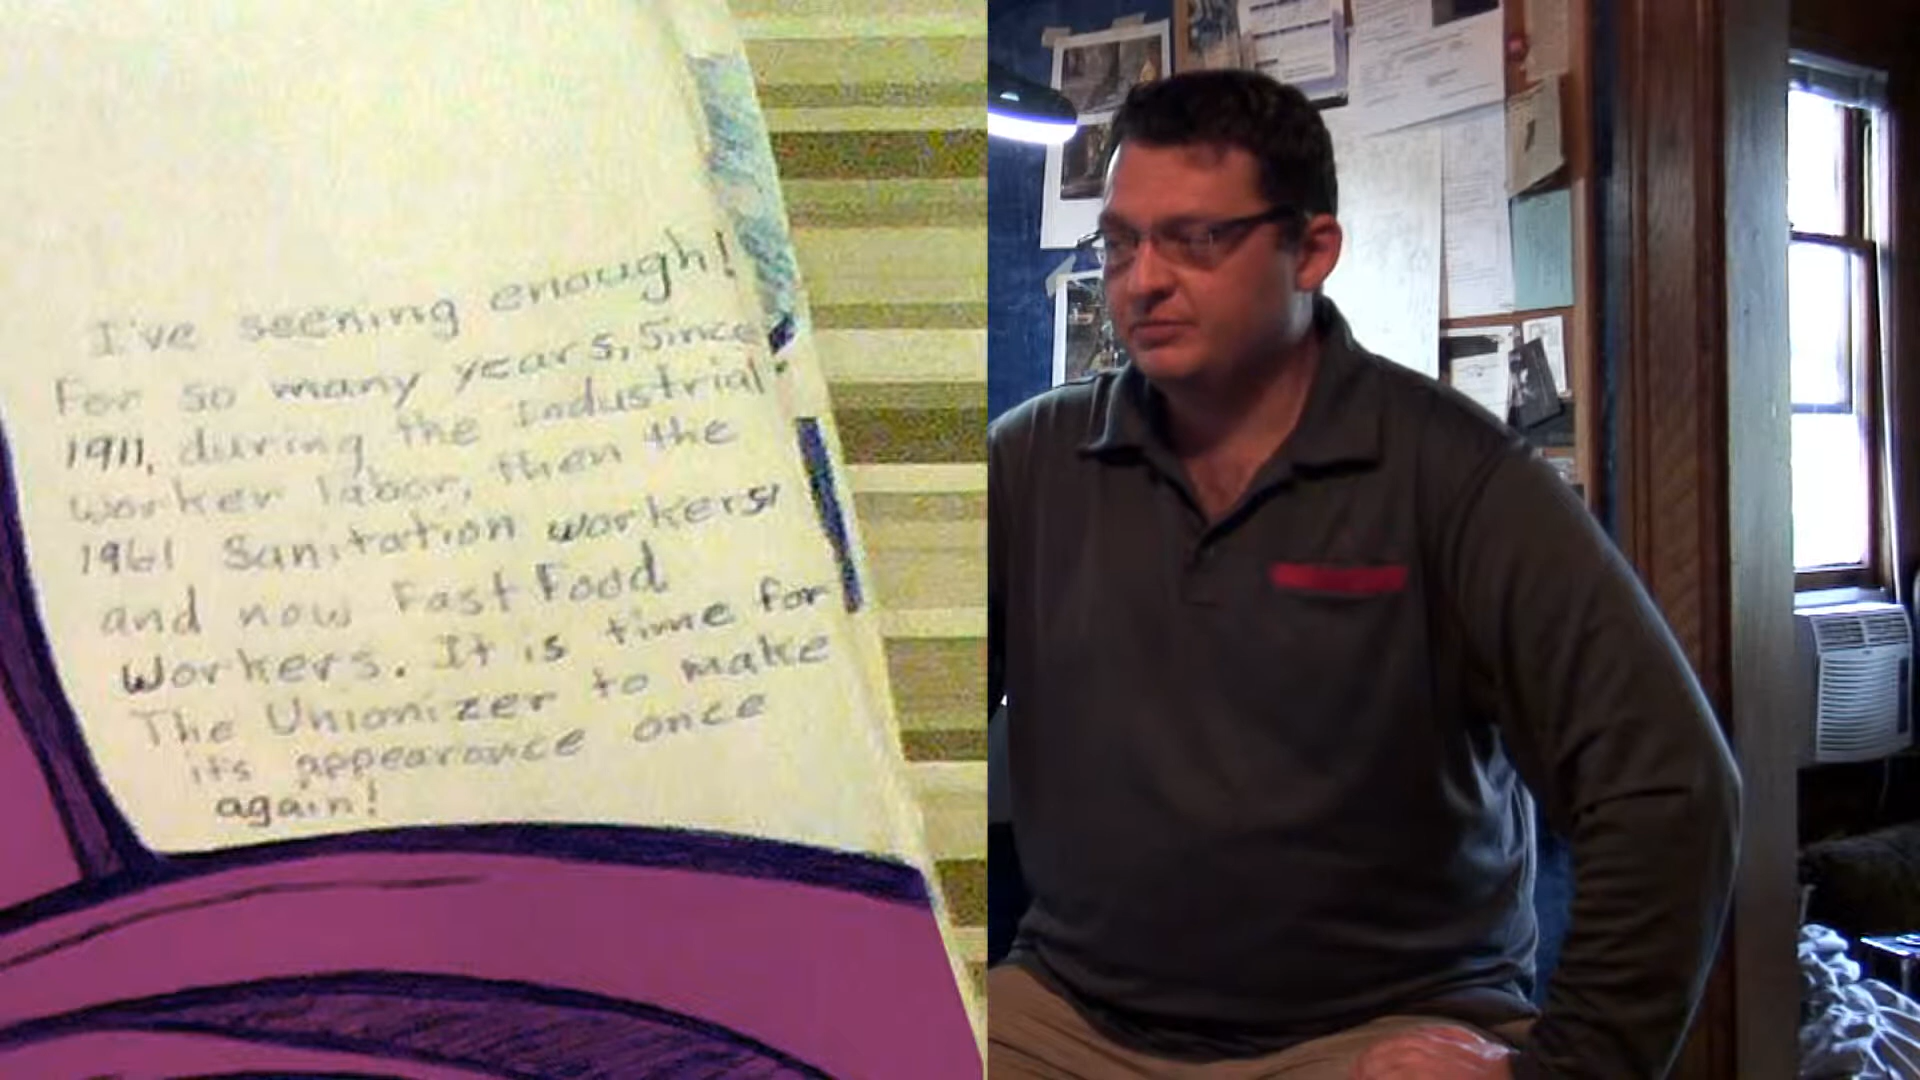 I've seening enough!
For so many years, Since
1911, during the Industrial
worker labor, then the
1961 Sanitation workers,
and now Fast Food
Workers. It is time for
The Unionizer to make
its appearance once
again!